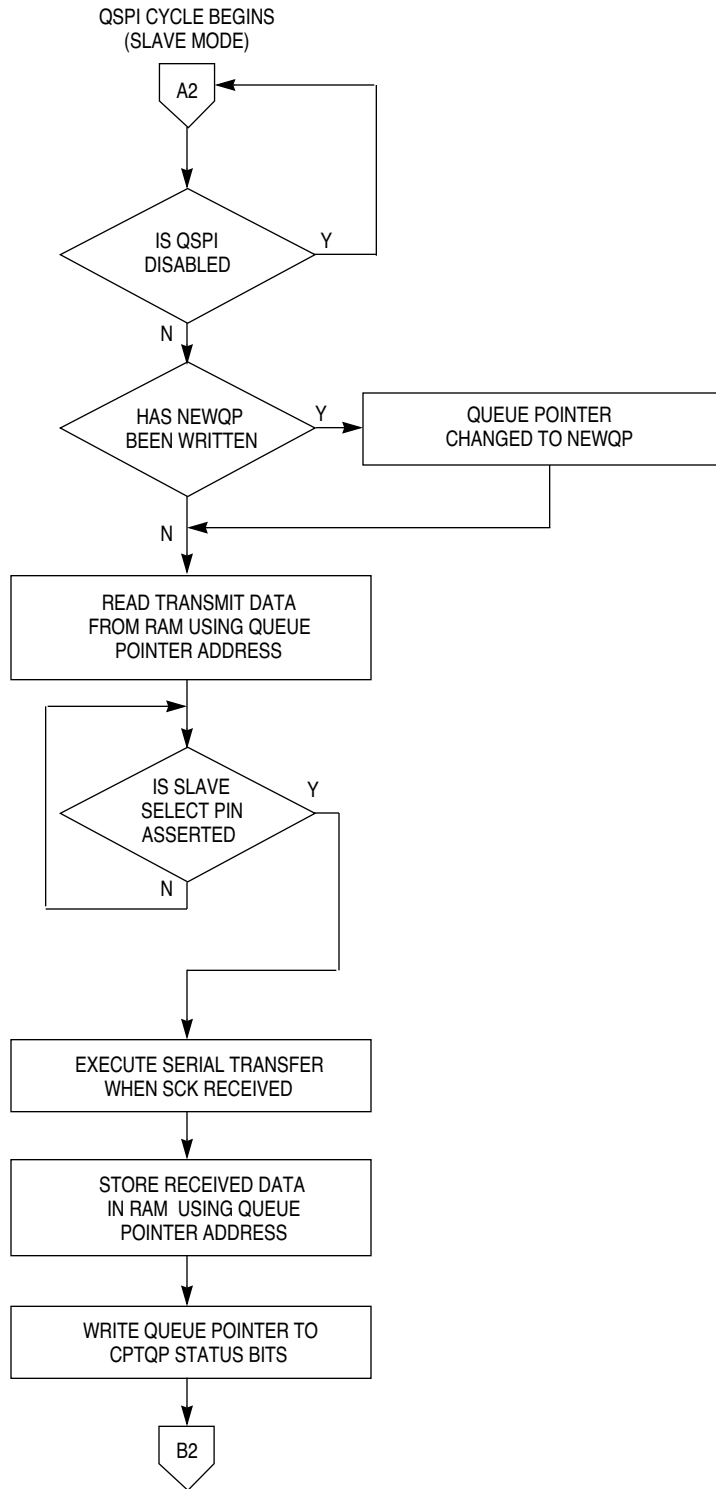 QSPI CYCLE BEGINS
(SLAVE MODE)
A2
IS QSPI
DISABLED
Y
N
HAS NEWQP
BEEN WRITTEN
Y
QUEUE POINTER
CHANGED TO NEWQP
N
READ TRANSMIT DATA
FROM RAM USING QUEUE
POINTER ADDRESS
IS SLAVE
SELECT PIN
ASSERTED
Y
N
EXECUTE SERIAL TRANSFER
WHEN SCK RECEIVED
STORE RECEIVED DATA
IN RAM USING QUEUE
POINTER ADDRESS
WRITE QUEUE POINTER TO
CPTQP STATUS BITS
B2